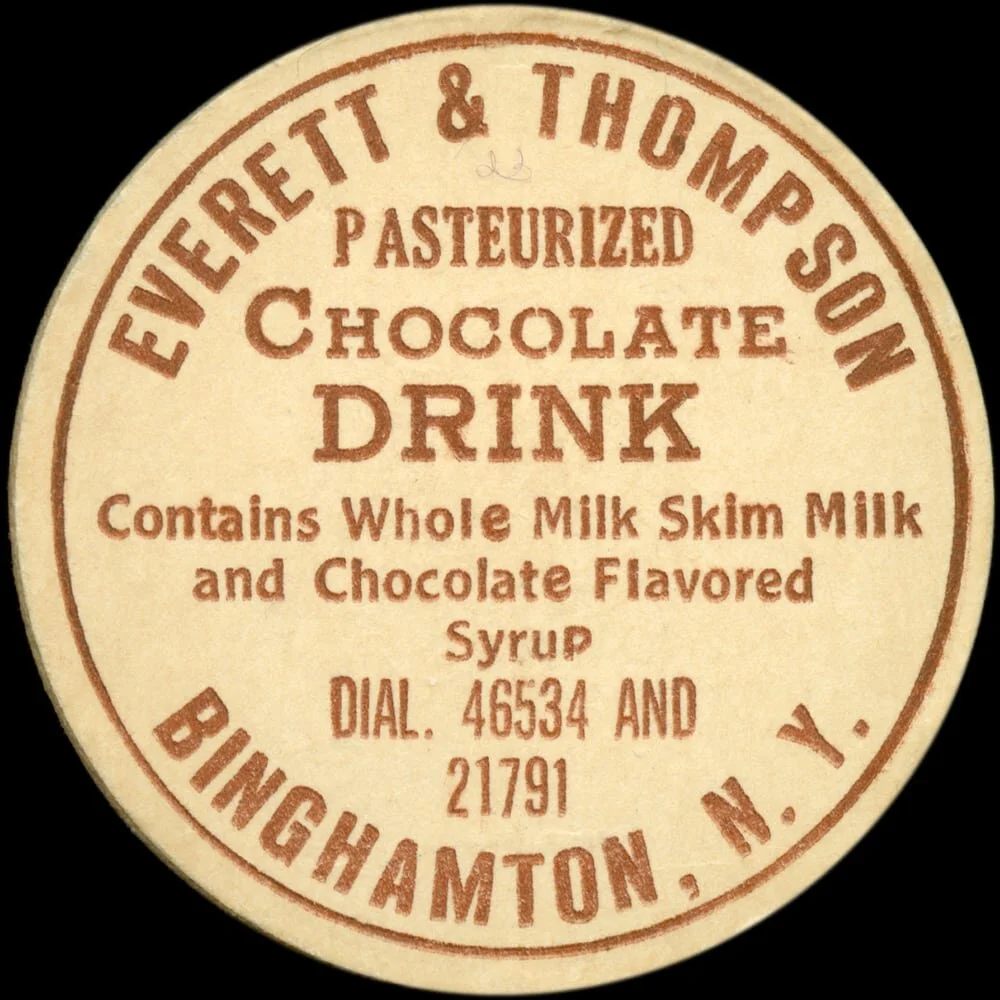 EVERETT & THOMPSON
PASTEURIZED
CHOCOLATE
DRINK
Contains Whole Milk Skim Milk
and Chocolate Flavored
Syrup
DIAL. 46534 AND
21791
BINGHAMTON, N. Y.